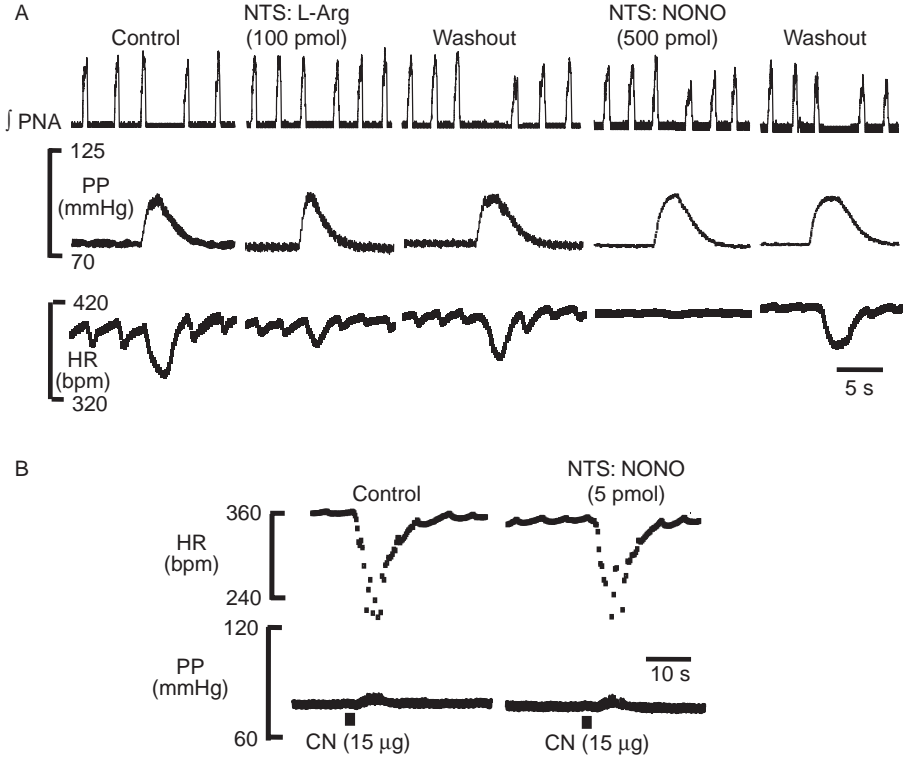 A
NTS: L-Arg
NTS: NONO
Control
(100 pmol)
Washout
(500 pmol)
Washout
∫ PNA
125
PP
(mmHg)
70
420
HR
(bpm)
320
5 s
B
NTS: NONO
Control
(5 pmol)
360
HR
(bpm)
240
120
PP
(mmHg)
10 s
60
CN (15 μg)
CN (15 μg)